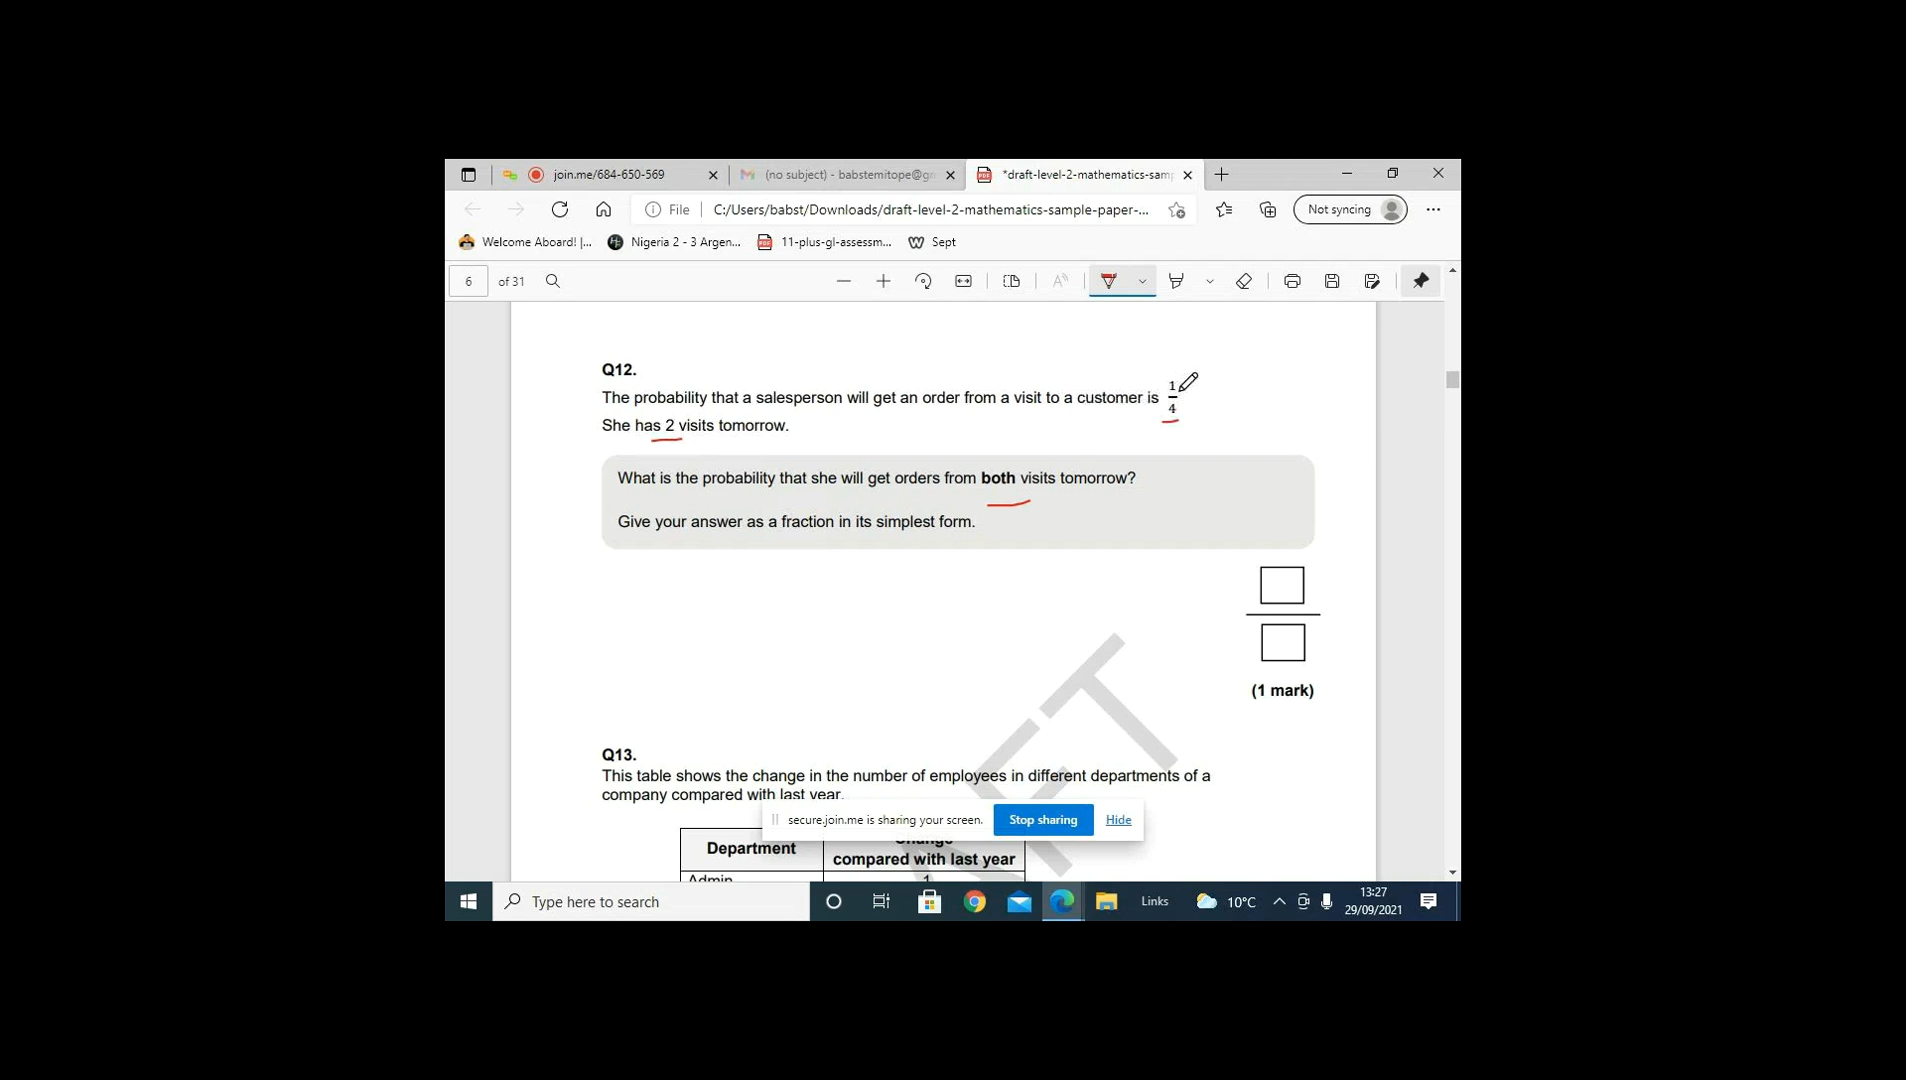 join.me/684-650-569
(no subject) - babstemitope@gm
*draft-level-2-mathematics-sam
File
C:/Users/babst/Downloads/draft-level-2-mathematics-sample-paper-...
Not syncing
Welcome Aboard! |...
Nigeria 2 - 3 Argen...
11-plus-gl-assessm...
Sept
6 of 31
Q12.
The probability that a salesperson will get an order from a visit to a customer is 1/4
She has 2 visits tomorrow.
What is the probability that she will get orders from both visits tomorrow?
Give your answer as a fraction in its simplest form.
(1 mark)
Q13.
This table shows the change in the number of employees in different departments of a
company compared with last year.
secure.join.me is sharing your screen.
Stop sharing
Hide
Department
Change
compared with last year
Admin
1
DRAFT
Type here to search
Links
10°C
13:27
29/09/2021